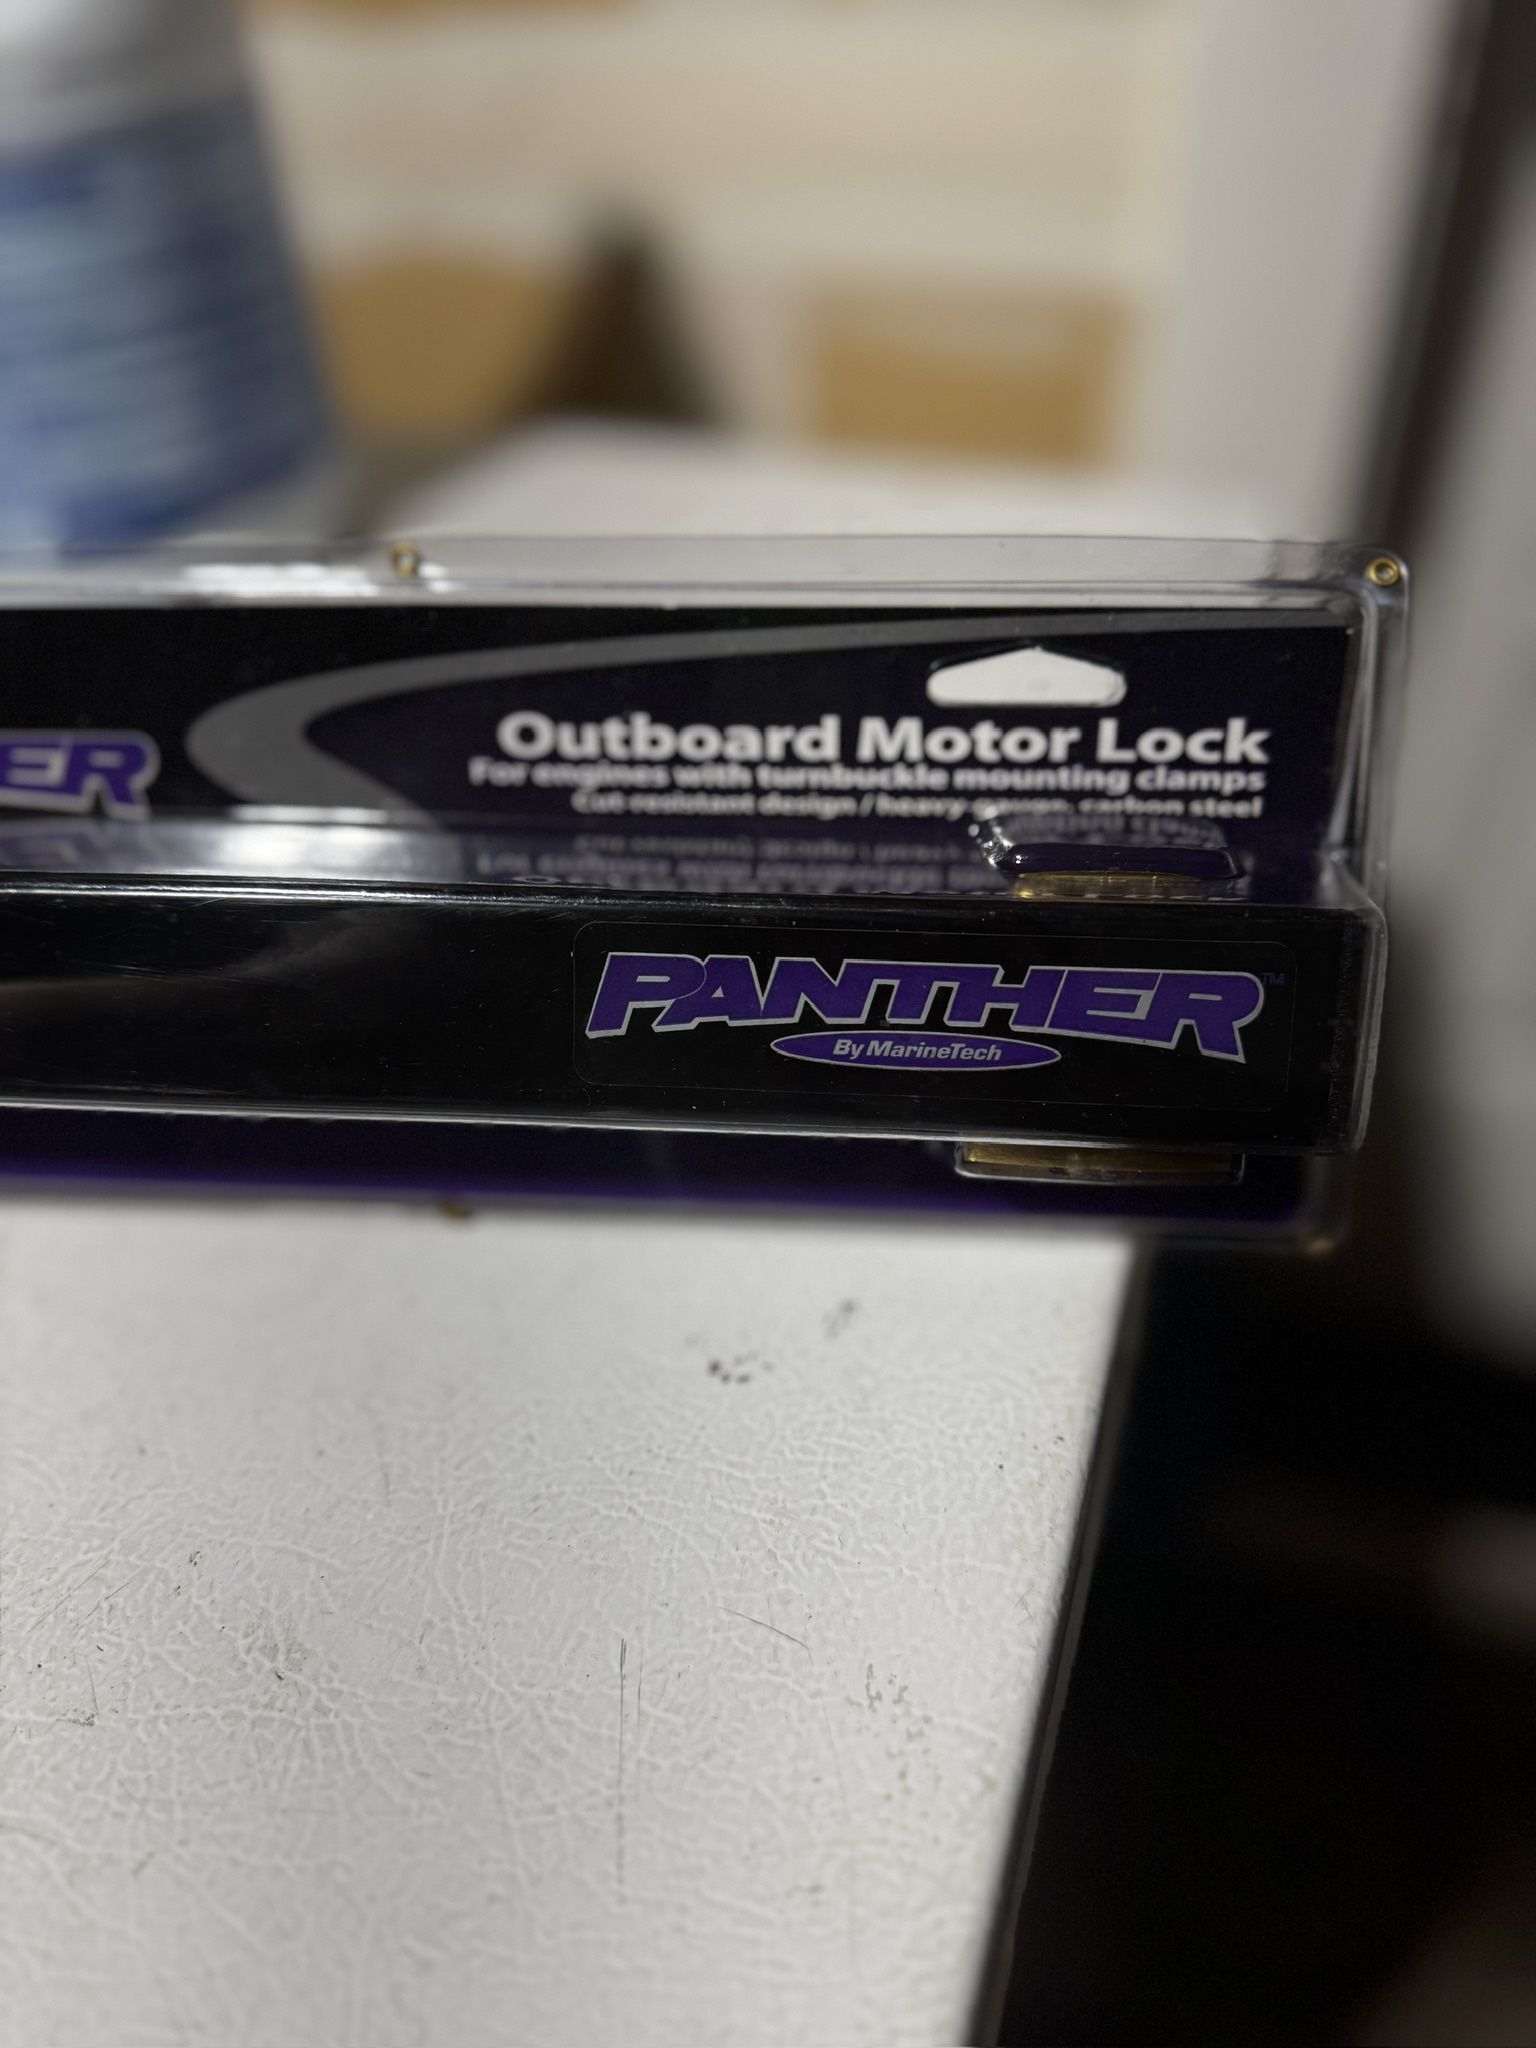 Outboard Motor Lock
For engines with turnbuckle mounting clamps
Cut-resistant design / heavy-gauge, carbon steel
ER
PANTHER™
By MarineTech